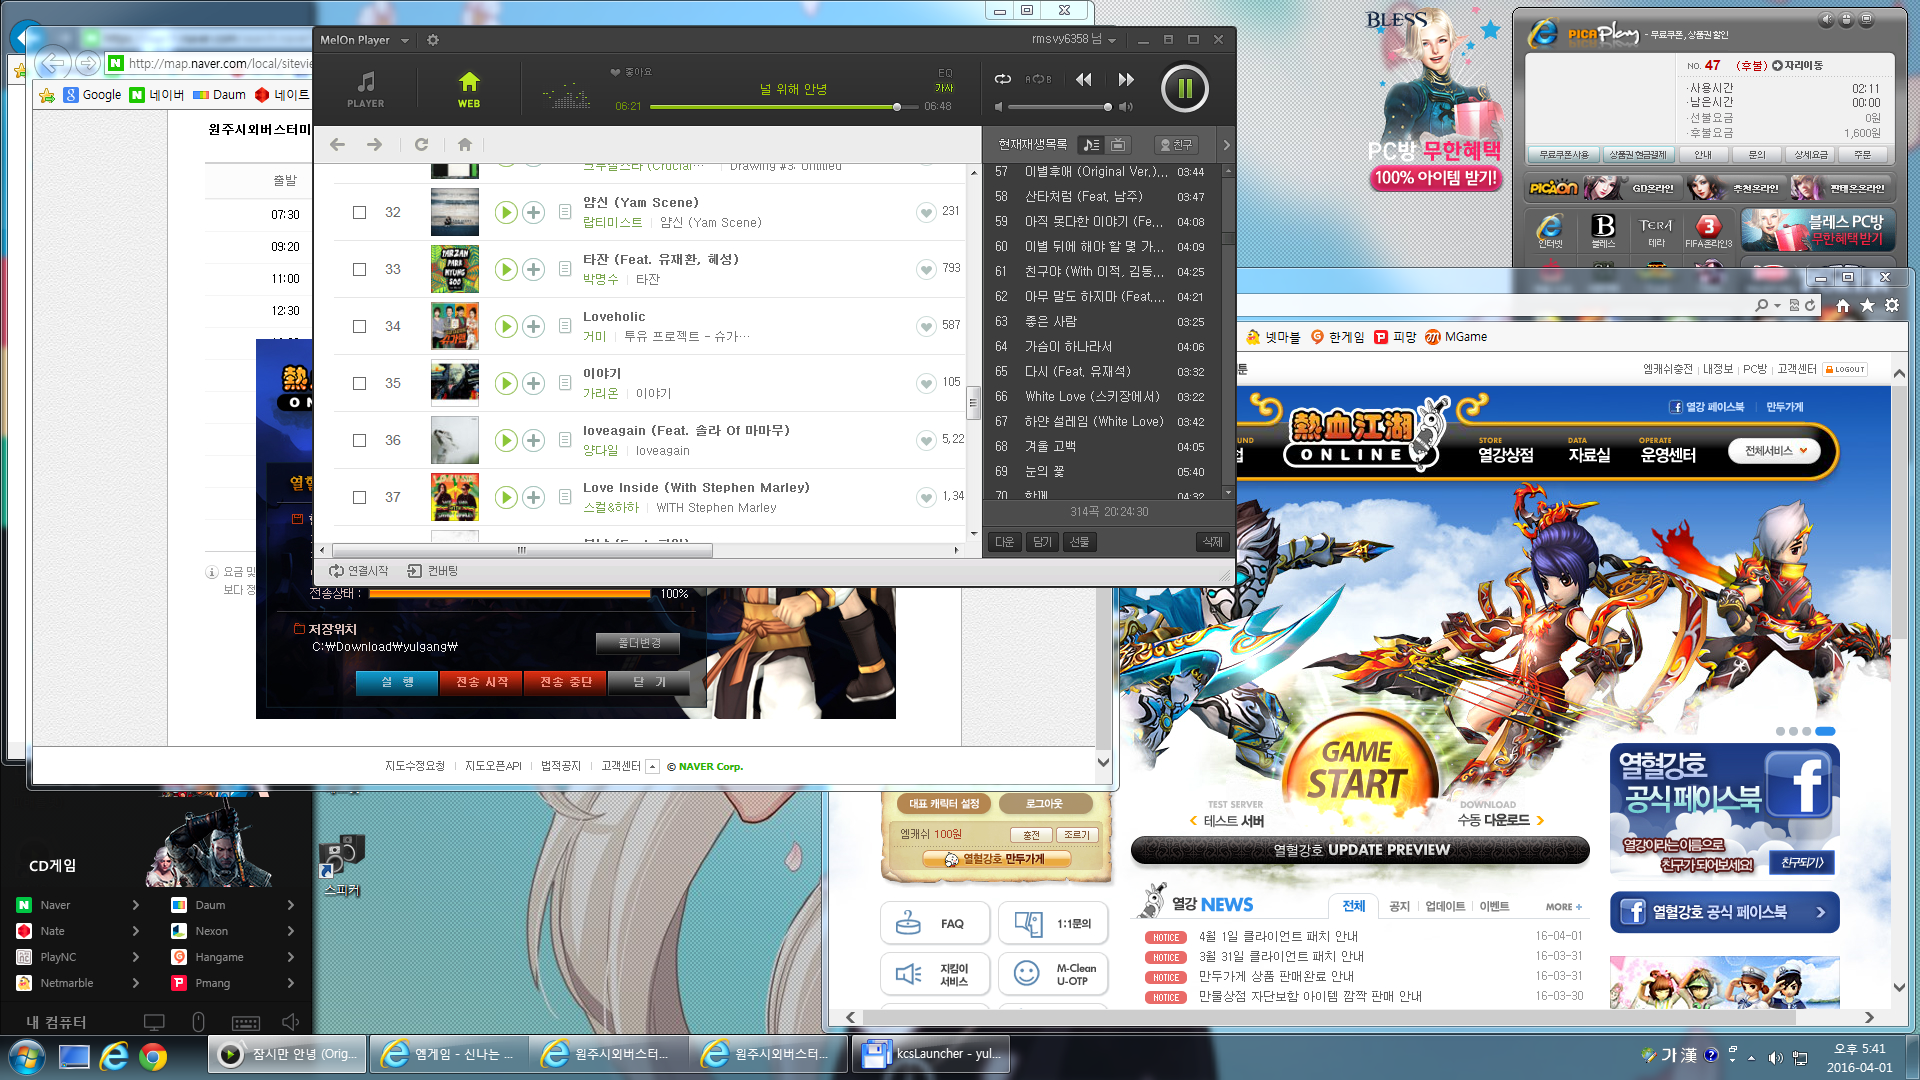 MelOn Player
rmsvy6358 님
PLAYER
WEB
좋아요
널 위해 안녕
EQ
가사
06:21
06:48
현재재생목록
친구
크루셜스타 (Crucial… | Drawing #3: Untitled
32
얌신 (Yam Scene)
랍티미스트 | 얌신 (Yam Scene)
231
33
타잔 (Feat. 유재환, 혜성)
박명수 | 타잔
793
34
Loveholic
거미 | 투유 프로젝트 - 슈가…
587
35
이야기
가리온 | 이야기
105
36
loveagain (Feat. 솔라 Of 마마무)
양다일 | loveagain
5,22
37
Love Inside (With Stephen Marley)
스컬&하하 | WITH Stephen Marley
1,34
57 이별후애 (Original Ver.)... 03:44
58 산타처럼 (Feat. 남주) 03:47
59 아직 못다한 이야기 (Fe... 04:08
60 이별 뒤에 해야 할 몇 가... 04:09
61 친구야 (With 이적, 김동... 04:25
62 아무 말도 하지마 (Feat.... 04:21
63 좋은 사람 03:25
64 가슴이 하나라서 04:06
65 다시 (Feat. 유재석) 03:32
66 White Love (스키장에서) 03:22
67 하얀 설레임 (White Love) 03:42
68 겨울 고백 04:05
69 눈의 꽃 05:40
70 함께 04:32
314곡 20:24:30
다운 담기 선물 삭제
연결시작 컨버팅
http://map.naver.com/local/sitevie
Google 네이버 Daum 네이트
원주시외버스터미
출발
07:30
09:20
11:00
12:30
요금 및
보다 정
전송상태 : 100%
저장위치
C:₩Download₩yulgang₩
폴더변경
실 행 전송 시작 전송 중단 닫 기
지도수정요청 | 지도오픈API | 법적공지 | 고객센터 © NAVER Corp.
BLESS
PC방 무한혜택
100% 아이템 받기!
PICAPlay - 무료쿠폰, 상품권 할인
NO. 47 (후불) 자리이동
·사용시간 02:11
·남은시간 00:00
·선불요금 0원
·후불요금 1,600원
무료쿠폰사용 상품권 현금결제 안내 문의 상세요금 주문
PICAON GD온라인 추천온라인 판테온온라인
인터넷 블레스 테라 FIFA온라인3
TERA
블레스 PC방
무한혜택받기
넷마블 한게임 피망 MGame
엠캐쉬충전 | 내정보 | PC방 | 고객센터 LOGOUT
열강 페이스북 | 만두가게
熱血江湖
ONLINE
STORE
열강상점
DATA
자료실
OPERATE
운영센터
전체서비스
GAME
START
TEST SERVER
테스트 서버
DOWNLOAD
수동 다운로드
열혈강호 UPDATE PREVIEW
열혈강호
공식 페이스북
열강이라는 이름으로
친구가 되어보세요!
친구되기
열혈강호 공식 페이스북
대표 캐릭터 설정 로그아웃
엠캐쉬 100원 충전 조르기
열혈강호 만두가게
FAQ
1:1문의
지킴이
서비스
M-Clean
U-OTP
열강 NEWS
전체 공지 | 업데이트 | 이벤트 MORE +
NOTICE 4월 1일 클라이언트 패치 안내 16-04-01
NOTICE 3월 31일 클라이언트 패치 안내 16-03-31
NOTICE 만두가게 상품 판매완료 안내 16-03-31
NOTICE 만물상점 자단보함 아이템 깜짝 판매 안내 16-03-30
CD게임
Naver
Daum
Nate
Nexon
PlayNC
Hangame
Netmarble
Pmang
내 컴퓨터
스피커
잠시만 안녕 (Orig...
엠게임 - 신나는 ...
원주시외버스터...
원주시외버스터...
kcsLauncher - yul...
가 漢
오후 5:41
2016-04-01